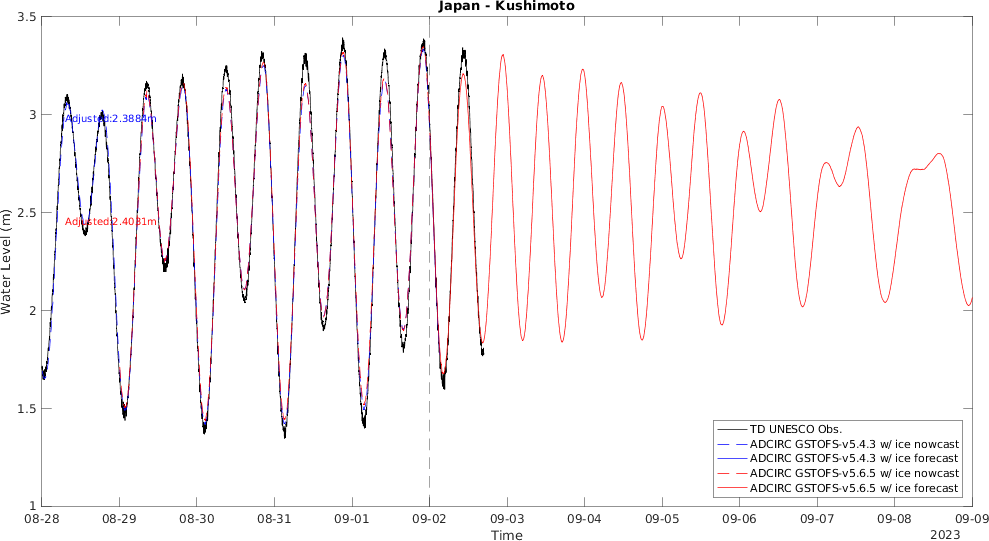 Japan - Kushimoto
3.5
3
2.5
2
1.5
1
Water Level (m)
Adjusted:2.3884m
Adjusted:2.4031m
TD UNESCO Obs.
ADCIRC GSTOFS-v5.4.3 w/ ice nowcast
ADCIRC GSTOFS-v5.4.3 w/ ice forecast
ADCIRC GSTOFS-v5.6.5 w/ ice nowcast
ADCIRC GSTOFS-v5.6.5 w/ ice forecast
08-28 08-29 08-30 08-31 09-01 09-02 09-03 09-04 09-05 09-06 09-07 09-08 09-09
Time
2023